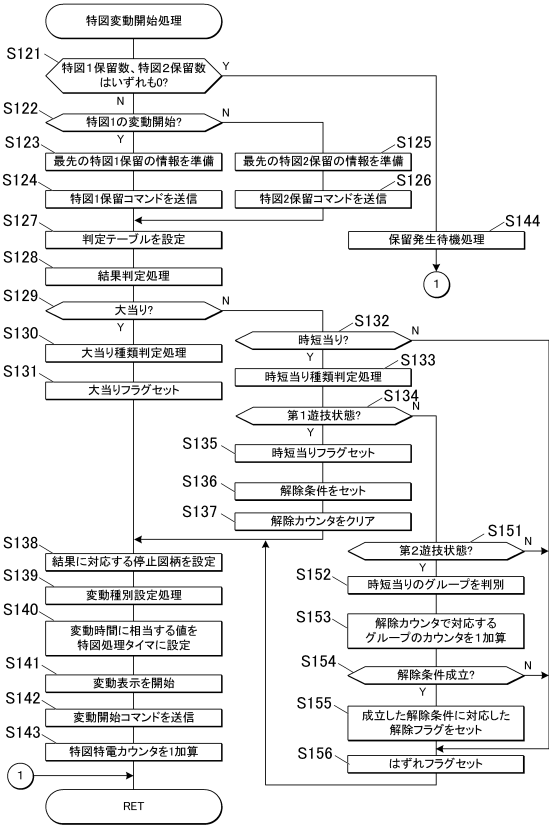 特図変動開始処理
S121
特図1保留数、特図2保留数
はいずれも0?
Y
N
S122
特図1の変動開始?
N
Y
S123
最先の特図1保留の情報を準備
S125
最先の特図2保留の情報を準備
S124
特図1保留コマンドを送信
S126
特図2保留コマンドを送信
S127
判定テーブルを設定
S144
保留発生待機処理
1
S128
結果判定処理
S129
大当り?
N
Y
S130
大当り種類判定処理
S131
大当りフラグセット
S132
時短当り?
N
Y
S133
時短当り種類判定処理
S134
第1遊技状態?
N
Y
S135
時短当りフラグセット
S136
解除条件をセット
S137
解除カウンタをクリア
S138
結果に対応する停止図柄を設定
S139
変動種別設定処理
S140
変動時間に相当する値を
特図処理タイマに設定
S141
変動表示を開始
S142
変動開始コマンドを送信
S143
特図特電カウンタを1加算
1
RET
S151
第2遊技状態?
N
Y
S152
時短当りのグループを判別
S153
解除カウンタで対応する
グループのカウンタを1加算
S154
解除条件成立?
N
Y
S155
成立した解除条件に対応した
解除フラグをセット
S156
はずれフラグセット